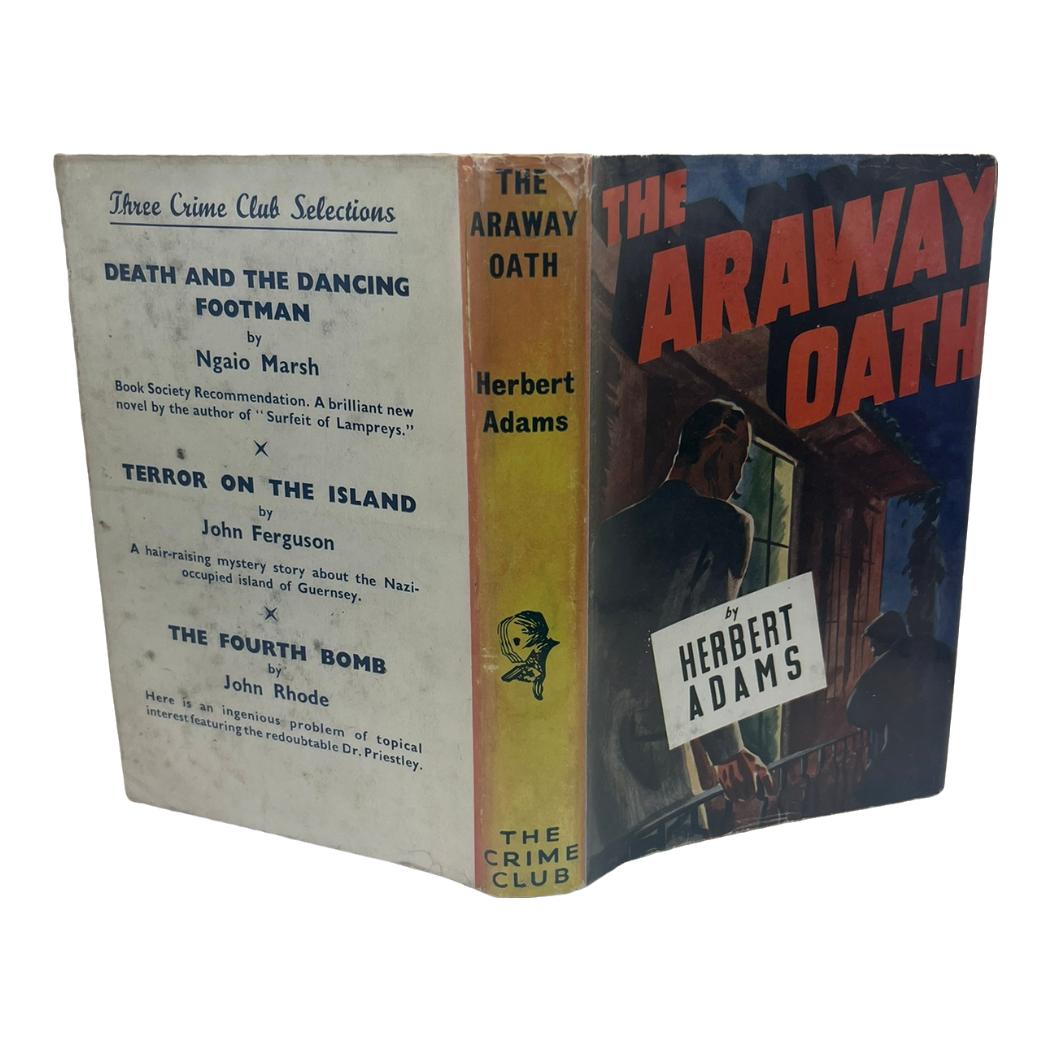 Three Crime Club Selections
DEATH AND THE DANCING
FOOTMAN
by
Ngaio Marsh
Book Society Recommendation. A brilliant new
novel by the author of "Surfeit of Lampreys."
TERROR ON THE ISLAND
by
John Ferguson
A hair-raising mystery story about the Nazi-
occupied island of Guernsey.
THE FOURTH BOMB
by
John Rhode
Here is an ingenious problem of topical
interest featuring the redoubtable Dr. Priestley.
THE
ARAWAY
OATH
Herbert
Adams
THE
CRIME
CLUB
THE
ARAWAY
OATH
by
HERBERT
ADAMS